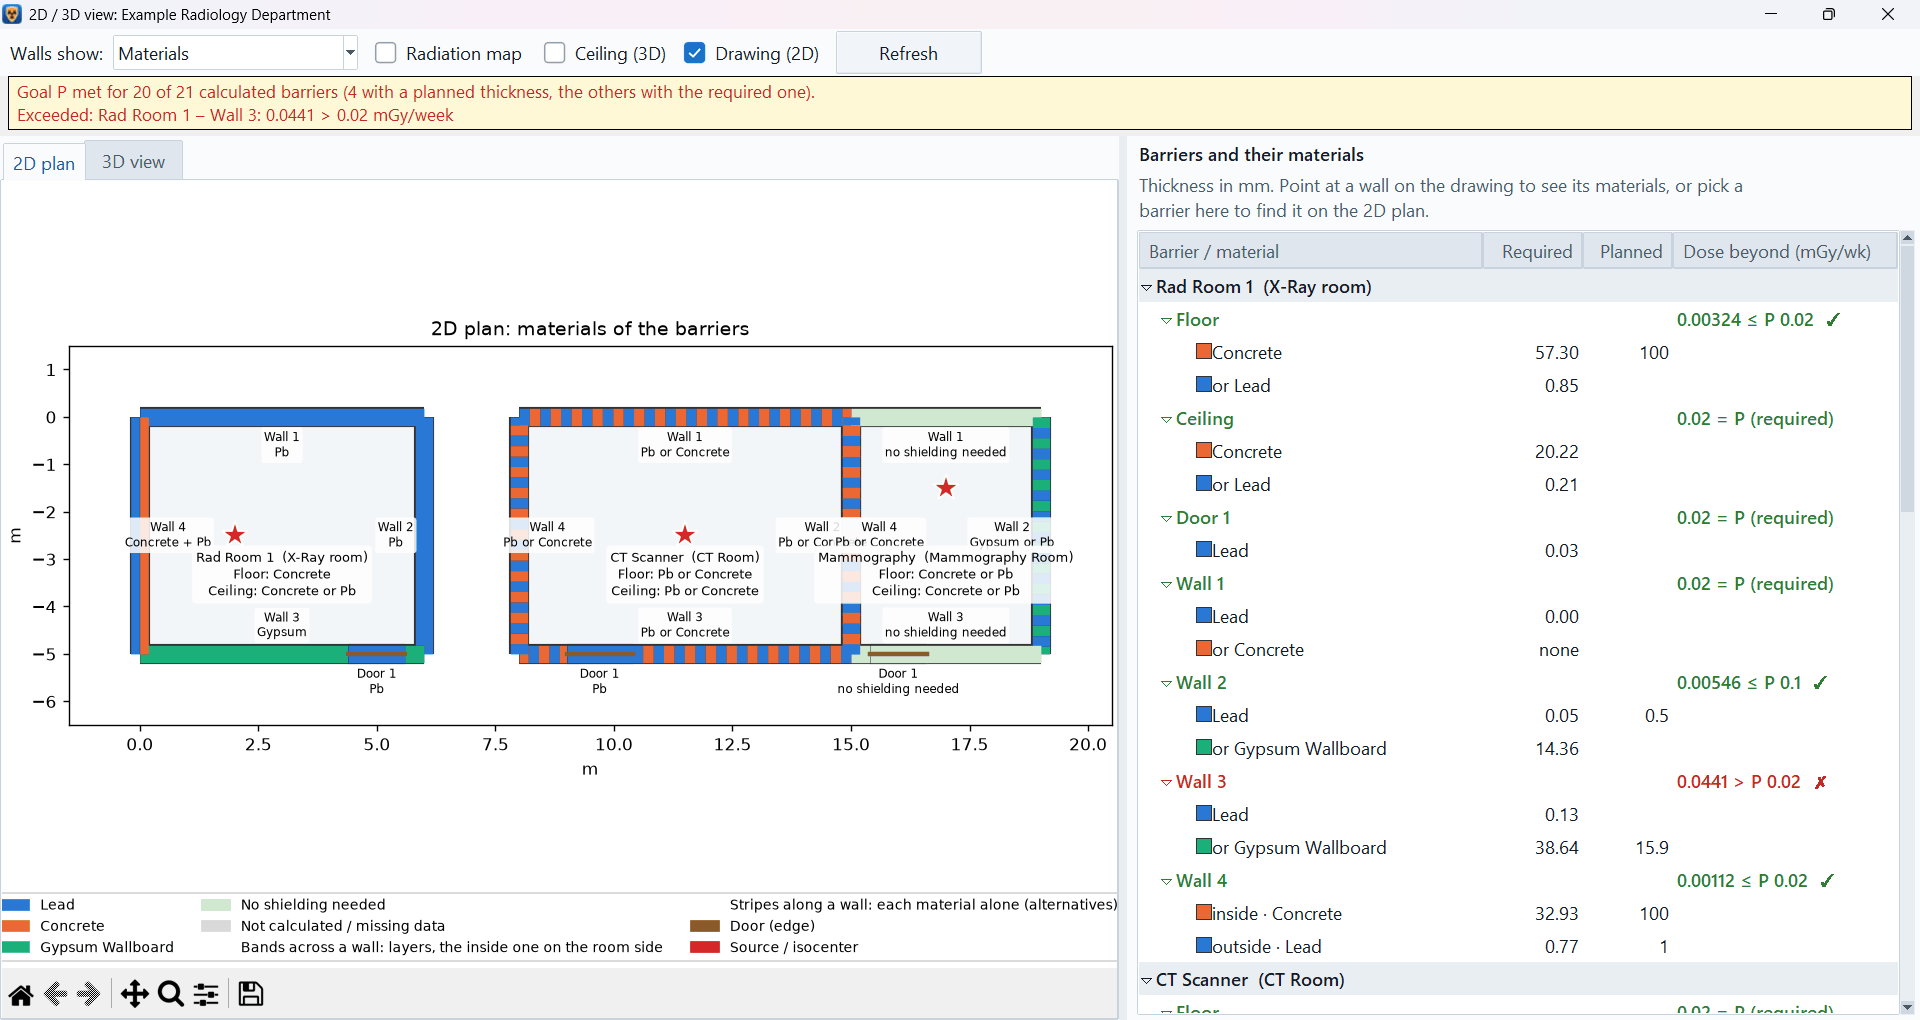 2D / 3D view: Example Radiology Department
Walls show: Materials Radiation map Ceiling (3D) Drawing (2D) Refresh
Goal P met for 20 of 21 calculated barriers (4 with a planned thickness, the others with the required one).
Exceeded: Rad Room 1 – Wall 3: 0.0441 > 0.02 mGy/week
2D plan 3D view
2D plan: materials of the barriers
1
0
−1
−2
−3
−4
−5
−6
m
0.0 2.5 5.0 7.5 10.0 12.5 15.0 17.5 20.0
m
Wall 1
Pb
Wall 4
Concrete + Pb
Wall 2
Pb
Rad Room 1 (X-Ray room)
Floor: Concrete
Ceiling: Concrete or Pb
Wall 3
Gypsum
Door 1
Pb
Wall 1
Pb or Concrete
Wall 4
Pb or Concrete
Wall 2
Pb or Cor
CT Scanner (CT Room)
Floor: Pb or Concrete
Ceiling: Pb or Concrete
Wall 3
Pb or Concrete
Door 1
Pb
Wall 1
no shielding needed
Wall 4
Pb or Concrete
Wall 2
Gypsum or Pb
Mammography (Mammography Room)
Floor: Concrete or Pb
Ceiling: Concrete or Pb
Wall 3
no shielding needed
Door 1
no shielding needed
Lead
Concrete
Gypsum Wallboard
No shielding needed
Not calculated / missing data
Bands across a wall: layers, the inside one on the room side
Stripes along a wall: each material alone (alternatives)
Door (edge)
Source / isocenter
Barriers and their materials
Thickness in mm. Point at a wall on the drawing to see its materials, or pick a
barrier here to find it on the 2D plan.
Barrier / material Required Planned Dose beyond (mGy/wk)
Rad Room 1 (X-Ray room)
Floor 0.00324 ≤ P 0.02 ✓
Concrete 57.30 100
or Lead 0.85
Ceiling 0.02 = P (required)
Concrete 20.22
or Lead 0.21
Door 1 0.02 = P (required)
Lead 0.03
Wall 1 0.02 = P (required)
Lead 0.00
or Concrete none
Wall 2 0.00546 ≤ P 0.1 ✓
Lead 0.05 0.5
or Gypsum Wallboard 14.36
Wall 3 0.0441 > P 0.02 ✗
Lead 0.13
or Gypsum Wallboard 38.64 15.9
Wall 4 0.00112 ≤ P 0.02 ✓
inside · Concrete 32.93 100
outside · Lead 0.77 1
CT Scanner (CT Room)
Floor 0.02 = P (required)